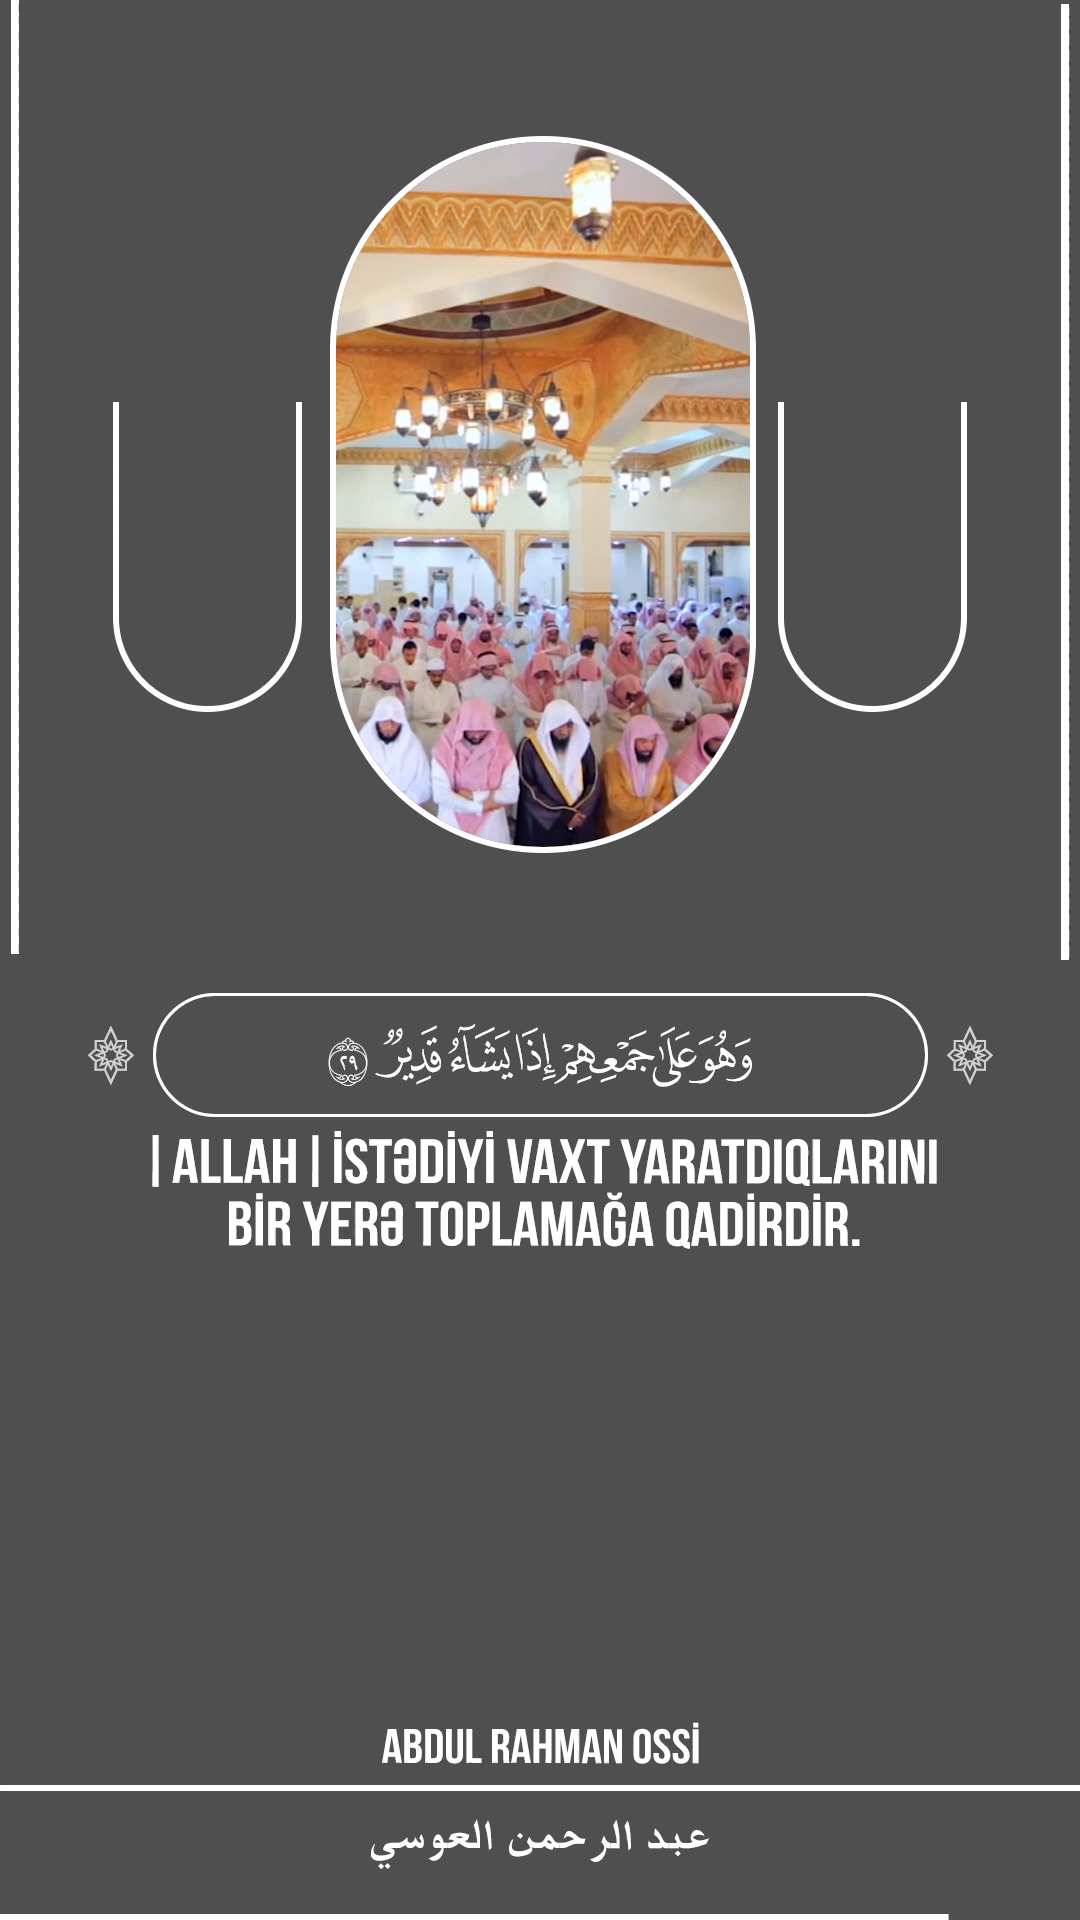 وَهُوَ عَلَىٰ جَمْعِهِمْ إِذَا يَشَآءُ قَدِيرٌ ٢٩
| ALLAH | İSTƏDİYİ VAXT YARATDIQLARINI
BİR YERƏ TOPLAMAĞA QADİRDİR.
ABDUL RAHMAN OSSİ
عبد الرحمن العوسي